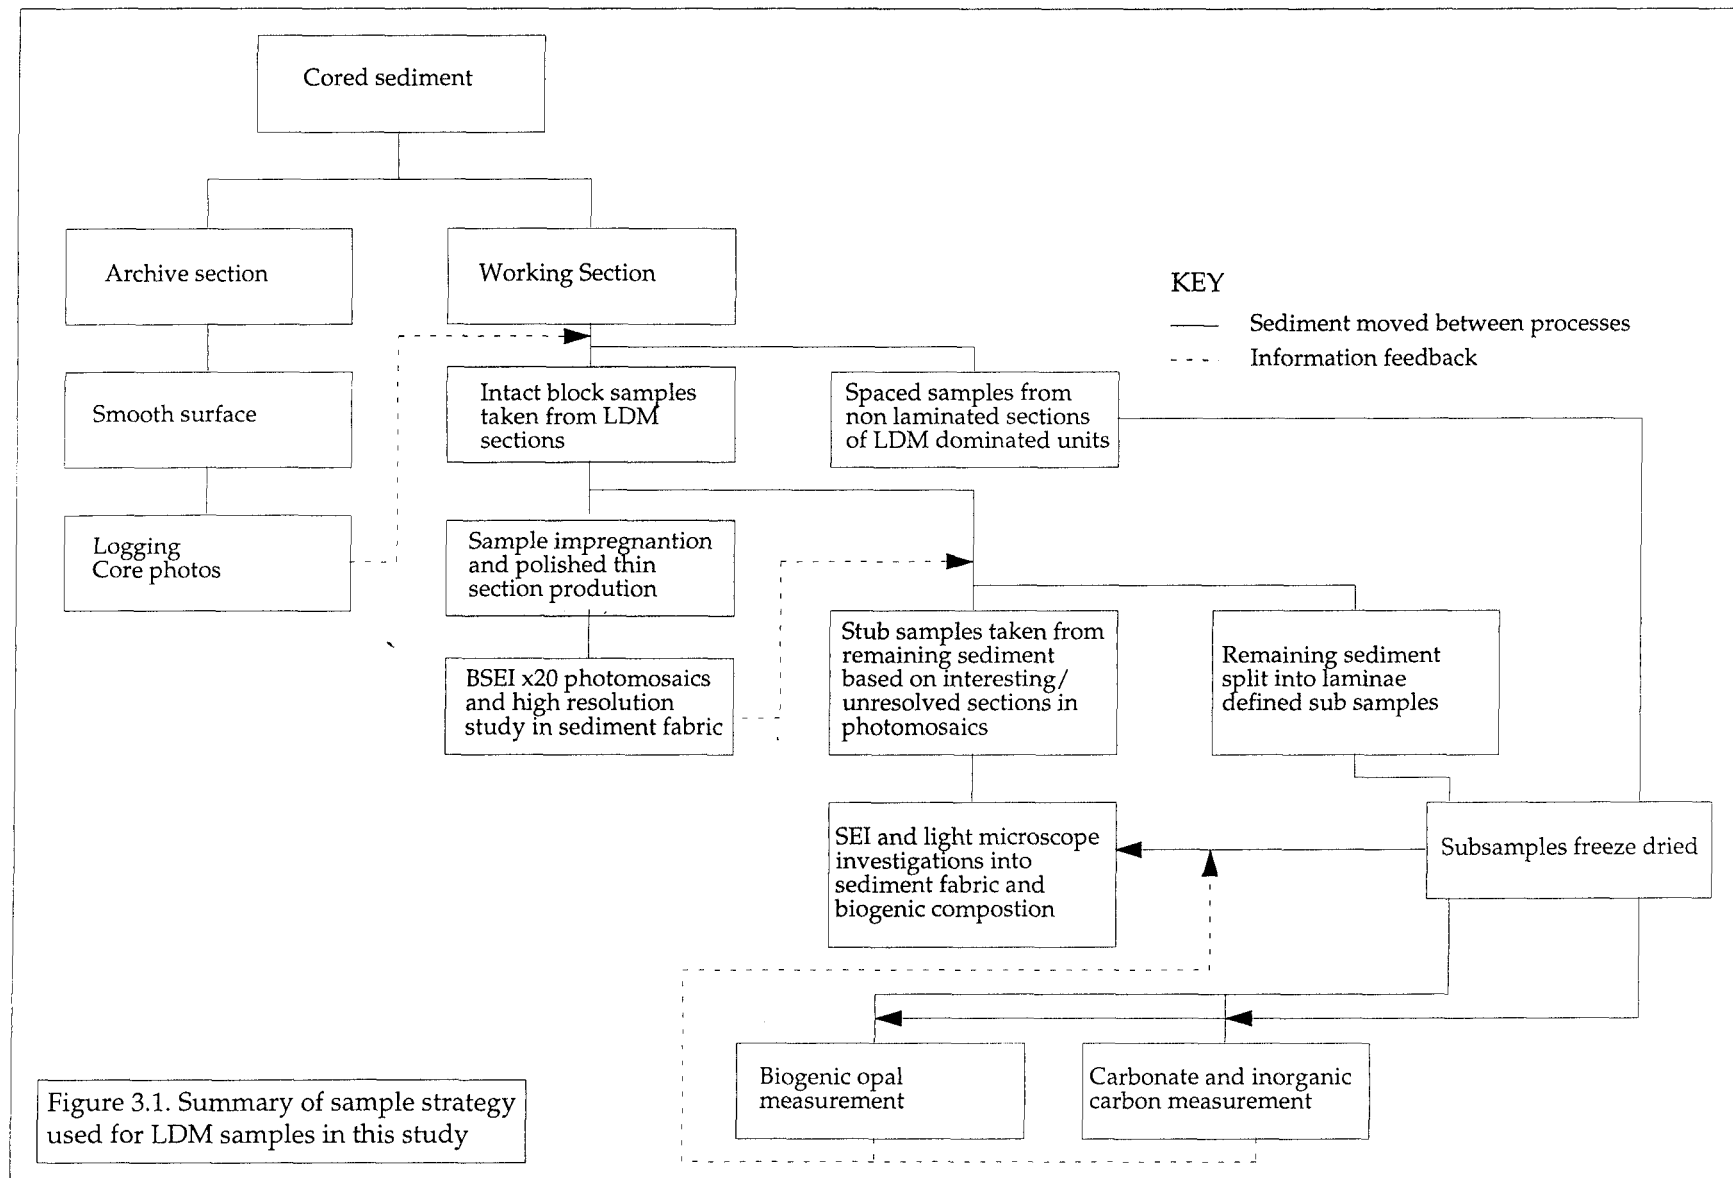 Cored sediment
Archive section
Working Section
KEY
Sediment moved between processes
Information feedback
Smooth surface
Intact block samples
taken from LDM
sections
Spaced samples from
non laminated sections
of LDM dominated units
Logging
Core photos
Sample impregnantion
and polished thin
section prodution
BSEI x20 photomosaics
and high resolution
study in sediment fabric
Stub samples taken from
remaining sediment
based on interesting/
unresolved sections in
photomosaics
Remaining sediment
split into laminae
defined sub samples
SEI and light microscope
investigations into
sediment fabric and
biogenic compostion
Subsamples freeze dried
Biogenic opal
measurement
Carbonate and inorganic
carbon measurement
Figure 3.1. Summary of sample strategy
used for LDM samples in this study